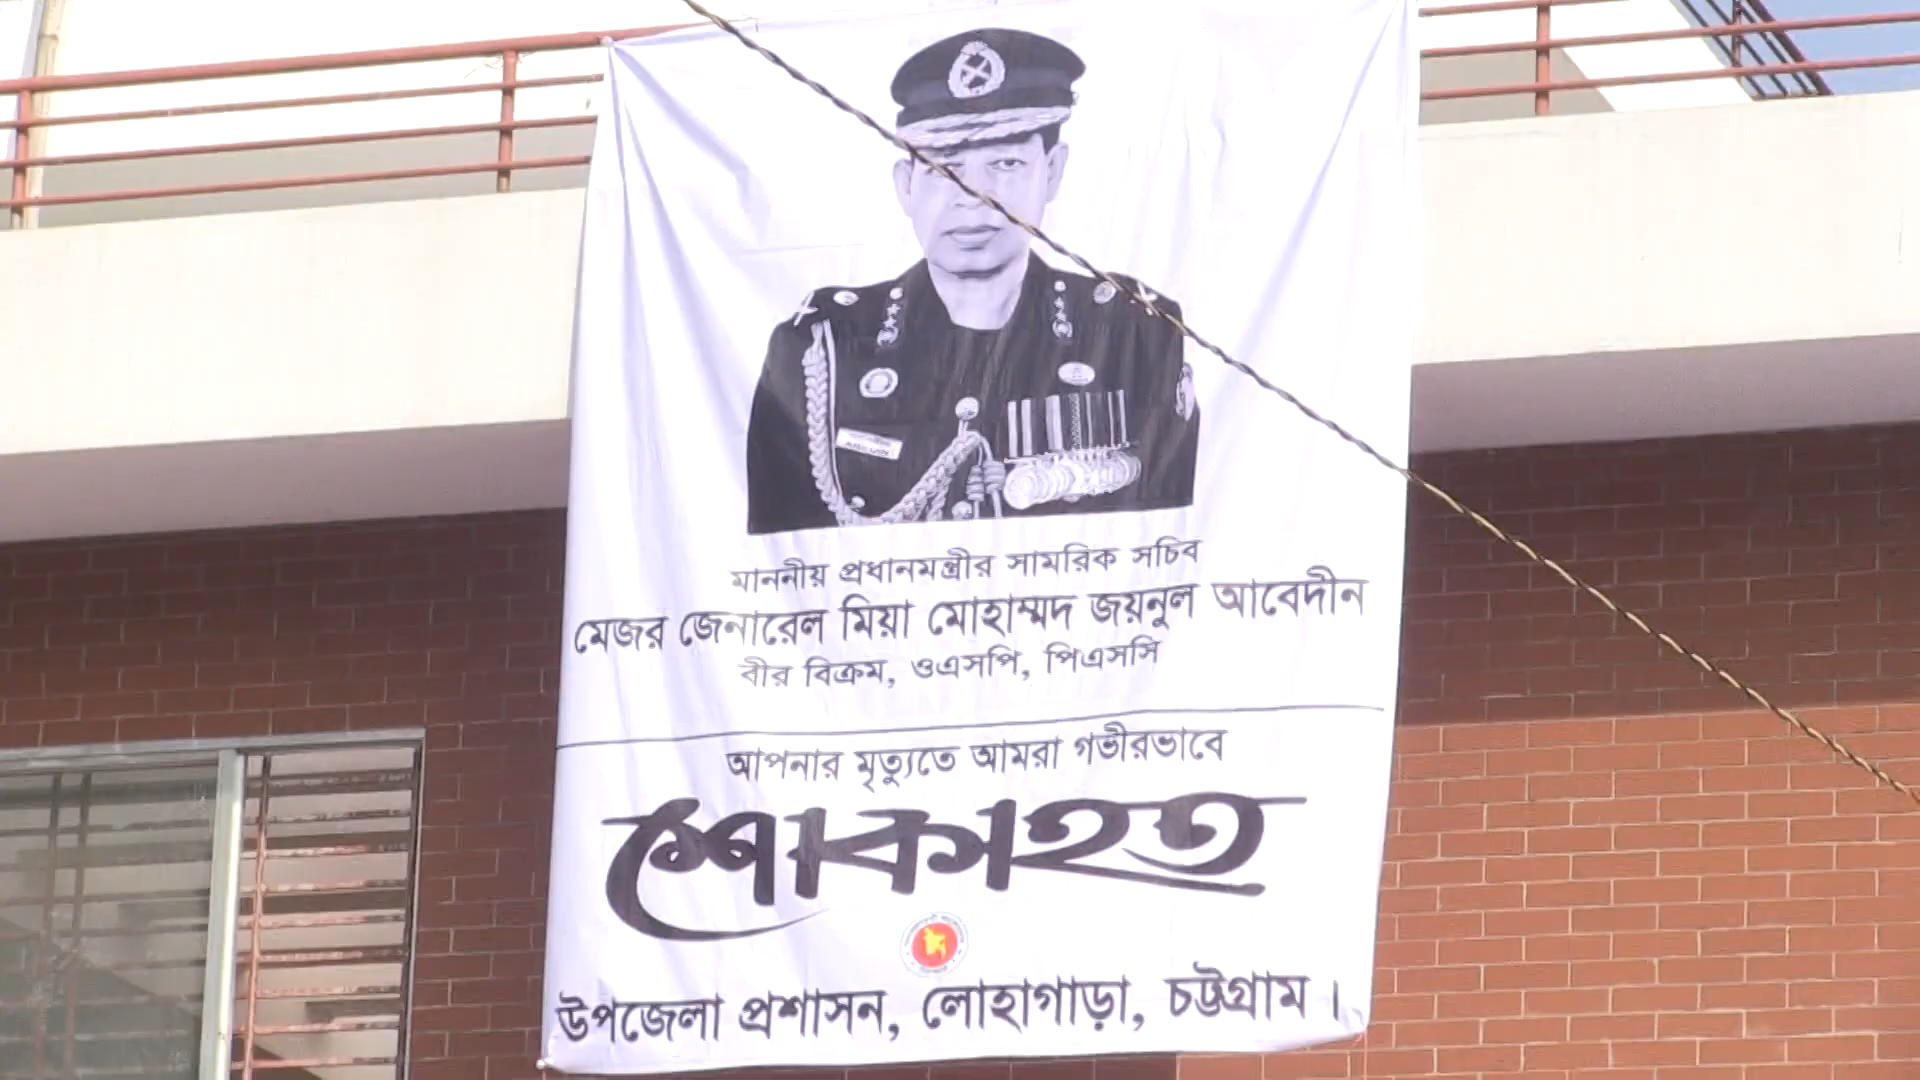 মাননীয় প্রধানমন্ত্রীর সামরিক সচিব
মেজর জেনারেল মিয়া মোহাম্মদ জয়নুল আবেদীন
বীর বিক্রম, ওএসপি, পিএসসি
আপনার মৃত্যুতে আমরা গভীরভাবে
শোকাহত
উপজেলা প্রশাসন, লোহাগাড়া, চট্টগ্রাম।